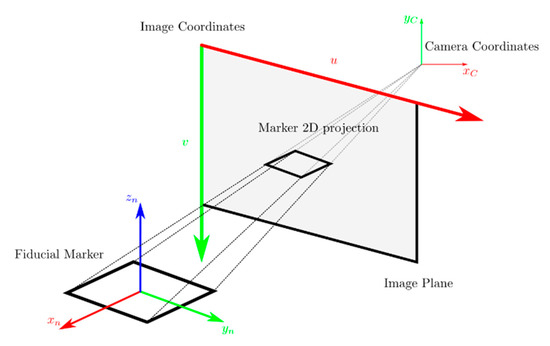 y_C
Image Coordinates
Camera Coordinates
u
x_C
Marker 2D projection
v
z_n
Fiducial Marker
Image Plane
x_n
y_n